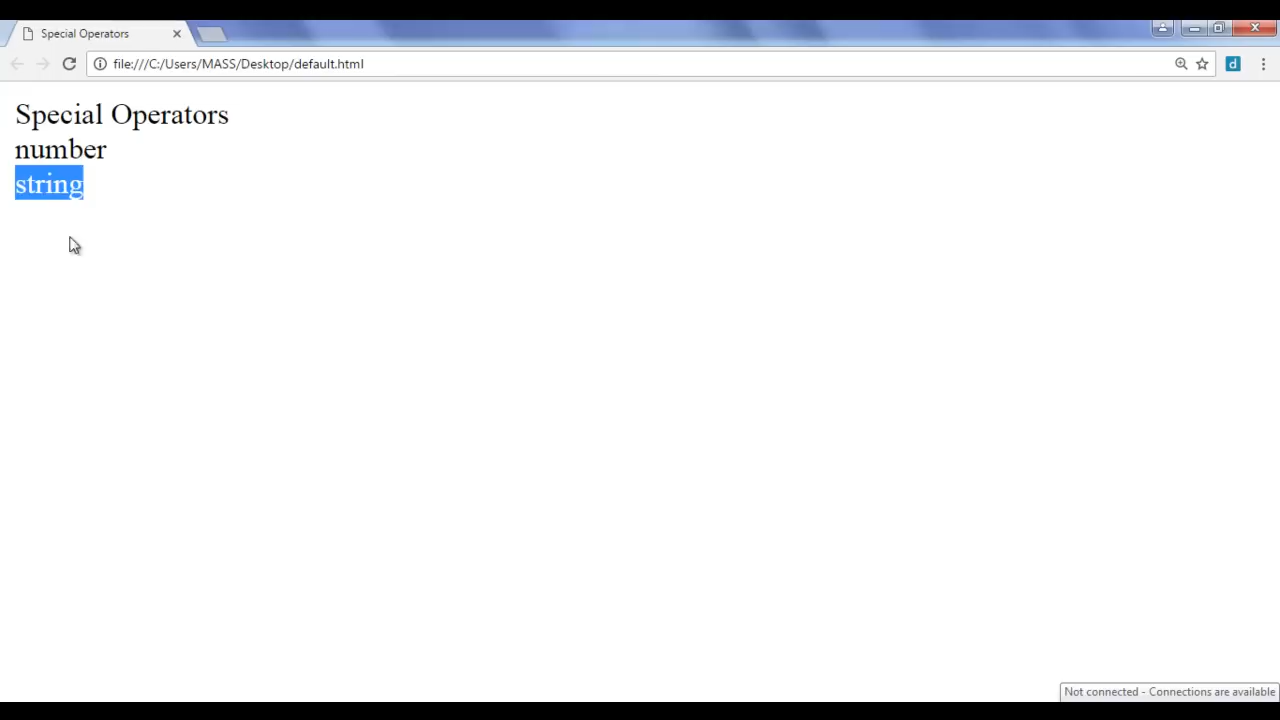 Special Operators
file:///C:/Users/MASS/Desktop/default.html
d
Special Operators
number
string
Not connected - Connections are available